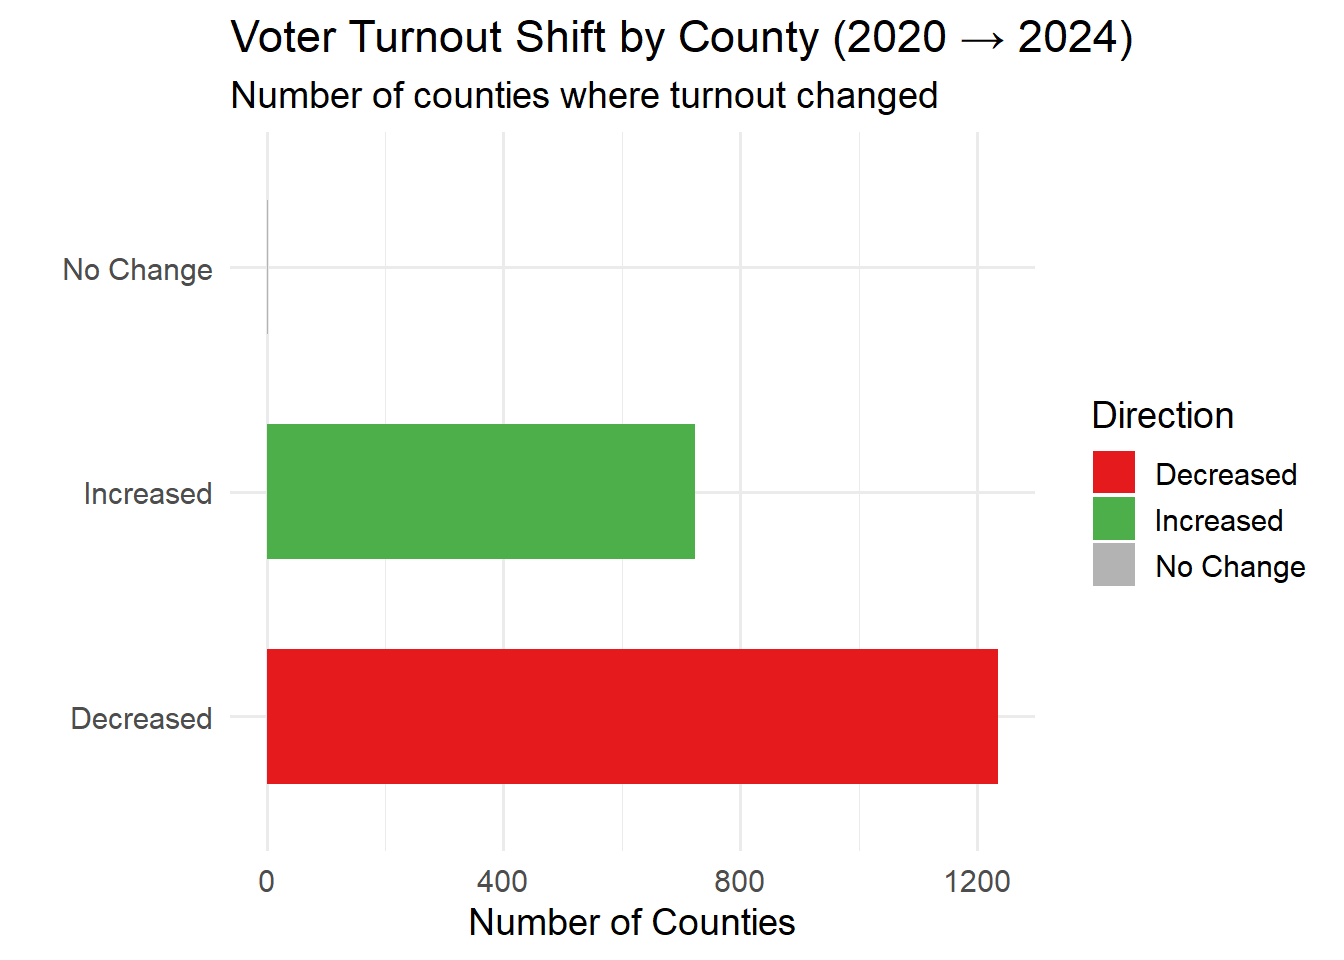 Voter Turnout Shift by County (2020 → 2024)
Number of counties where turnout changed
No Change
Increased
Decreased
0 400 800 1200
Number of Counties
Direction
Decreased
Increased
No Change